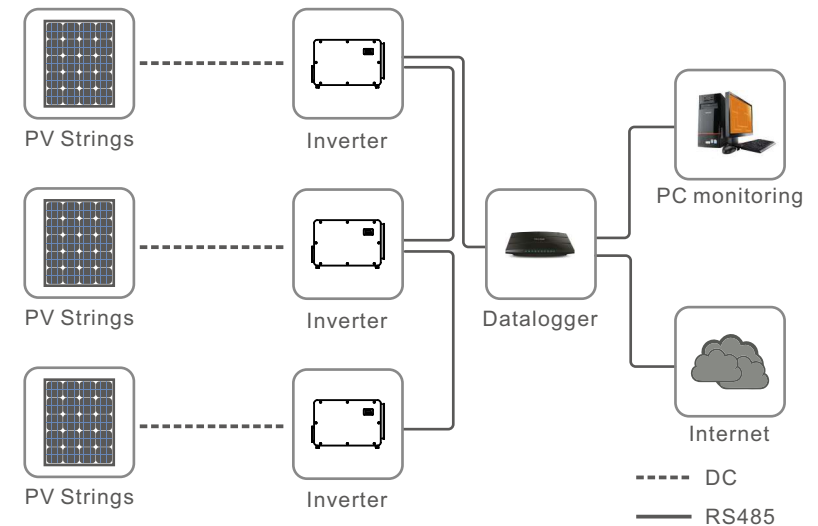 PV Strings
Inverter
PC monitoring
PV Strings
Inverter
Datalogger
Internet
DC
PV Strings
Inverter
RS485